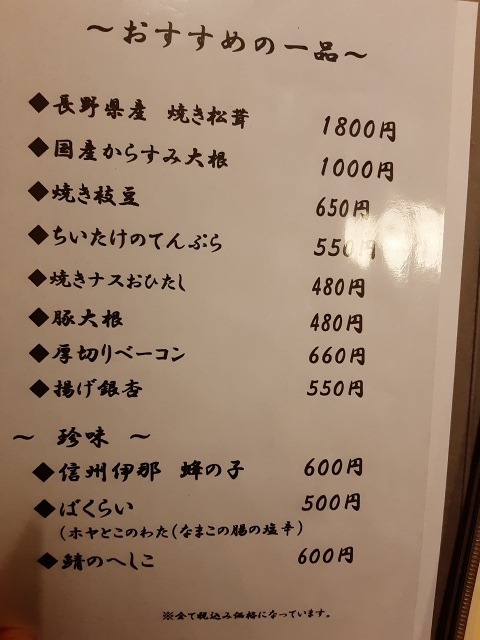 ～おすすめの一品～
◆長野県産 焼き松茸 1800円
◆国産からすみ大根 1000円
◆焼き枝豆 650円
◆ちいたけのてんぷら 550円
◆焼きナスおひたし 480円
◆豚大根 480円
◆厚切りベーコン 660円
◆揚げ銀杏 550円
～ 珍味 ～
◆信州伊那 蜂の子 600円
◆ばくらい 500円
(ホヤとこのわた(なまこの腸の塩辛)
◆鯖のへしこ 600円
※全て税込み価格になっています。